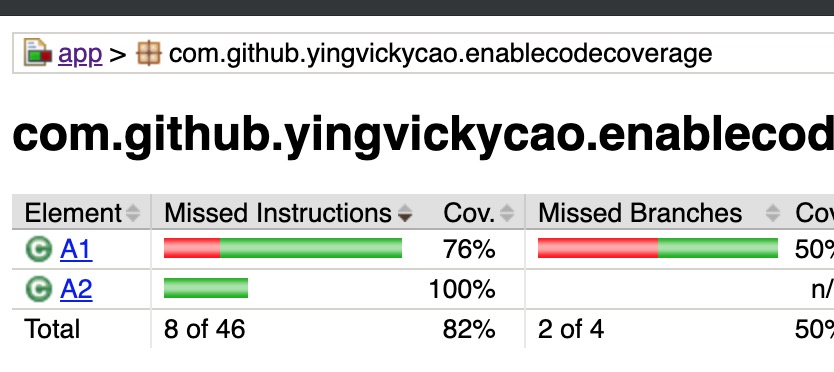 app > com.github.yingvickycao.enablecodecoverage
com.github.yingvickycao.enablecod
Element Missed Instructions Cov. Missed Branches Cov
C A1 76% 50%
C A2 100% n/
Total 8 of 46 82% 2 of 4 50%